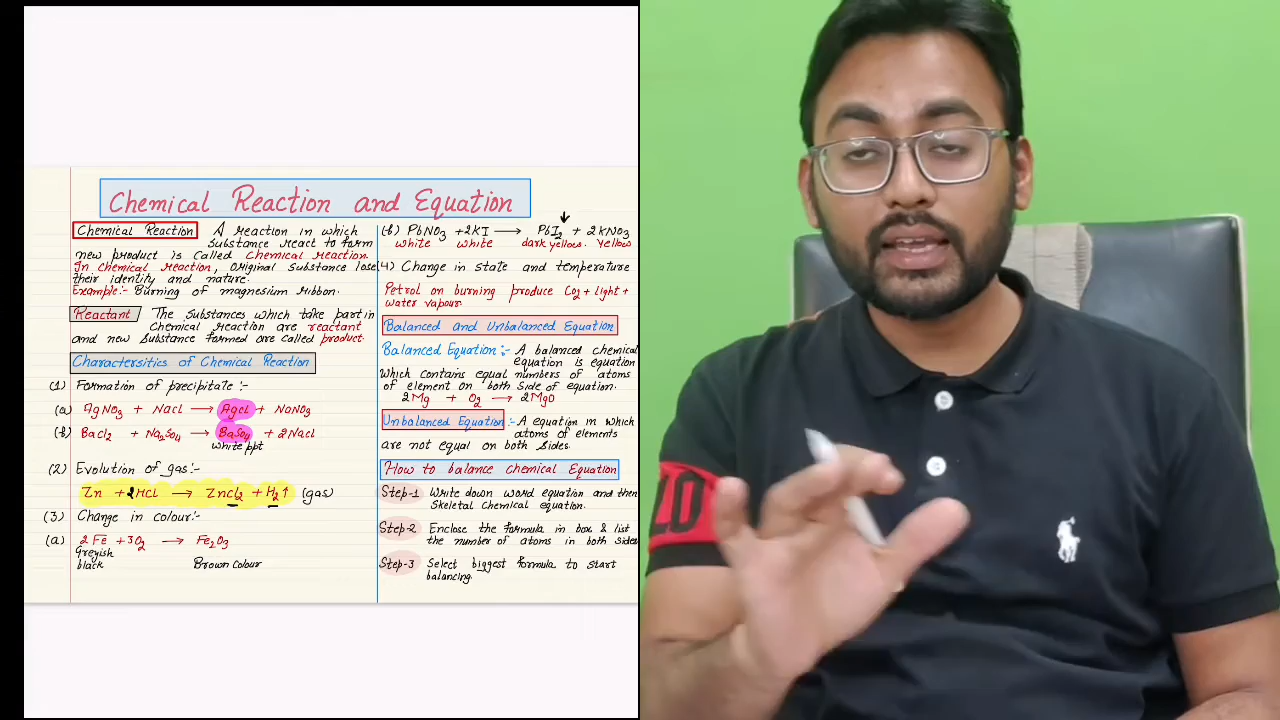 Chemical Reaction and Equation
Chemical Reaction A reaction in which
substance react to form
new product is called chemical reaction.
In chemical reaction, original substance lose
their identity and nature.
Example:- Burning of magnesium ribbon.
Reactant The substances which take part in
chemical reaction are reactant
and new substance formed are called product.
Charactersitics of Chemical Reaction
(1) Formation of precipitate :-
(a) AgNO3 + Nacl → Agcl + NaNO3
(b) BaCl2 + Na2SO4 → BaSO4 + 2Nacl
white ppt
(2) Evolution of gas:-
Zn + 2HCl → ZnCl2 + H2↑ (gas)
(3) Change in colour:-
(a) 2Fe + 3O2 → Fe2O3
Greyish
black Brown colour
(b) PbNO3 +2KI → PbI2 + 2KNO3
↓
white white dark yellow. Yellow
(4) Change in state and temperature
Petrol on burning produce Co2 + light +
water vapour
Balanced and Unbalanced Equation
Balanced Equation:- A balanced chemical
equation is equation
which contains equal numbers of atoms
of element on both side of equation.
2Mg + O2 → 2MgO
Unbalanced Equation :- A equation in which
atoms of elements
are not equal on both sides.
How to balance chemical Equation
Step-1 Write down word equation and then
Skeletal chemical equation.
Step-2 Enclose the formula in box & list
the number of atoms in both sides
Step-3 Select biggest formula to start
balancing.